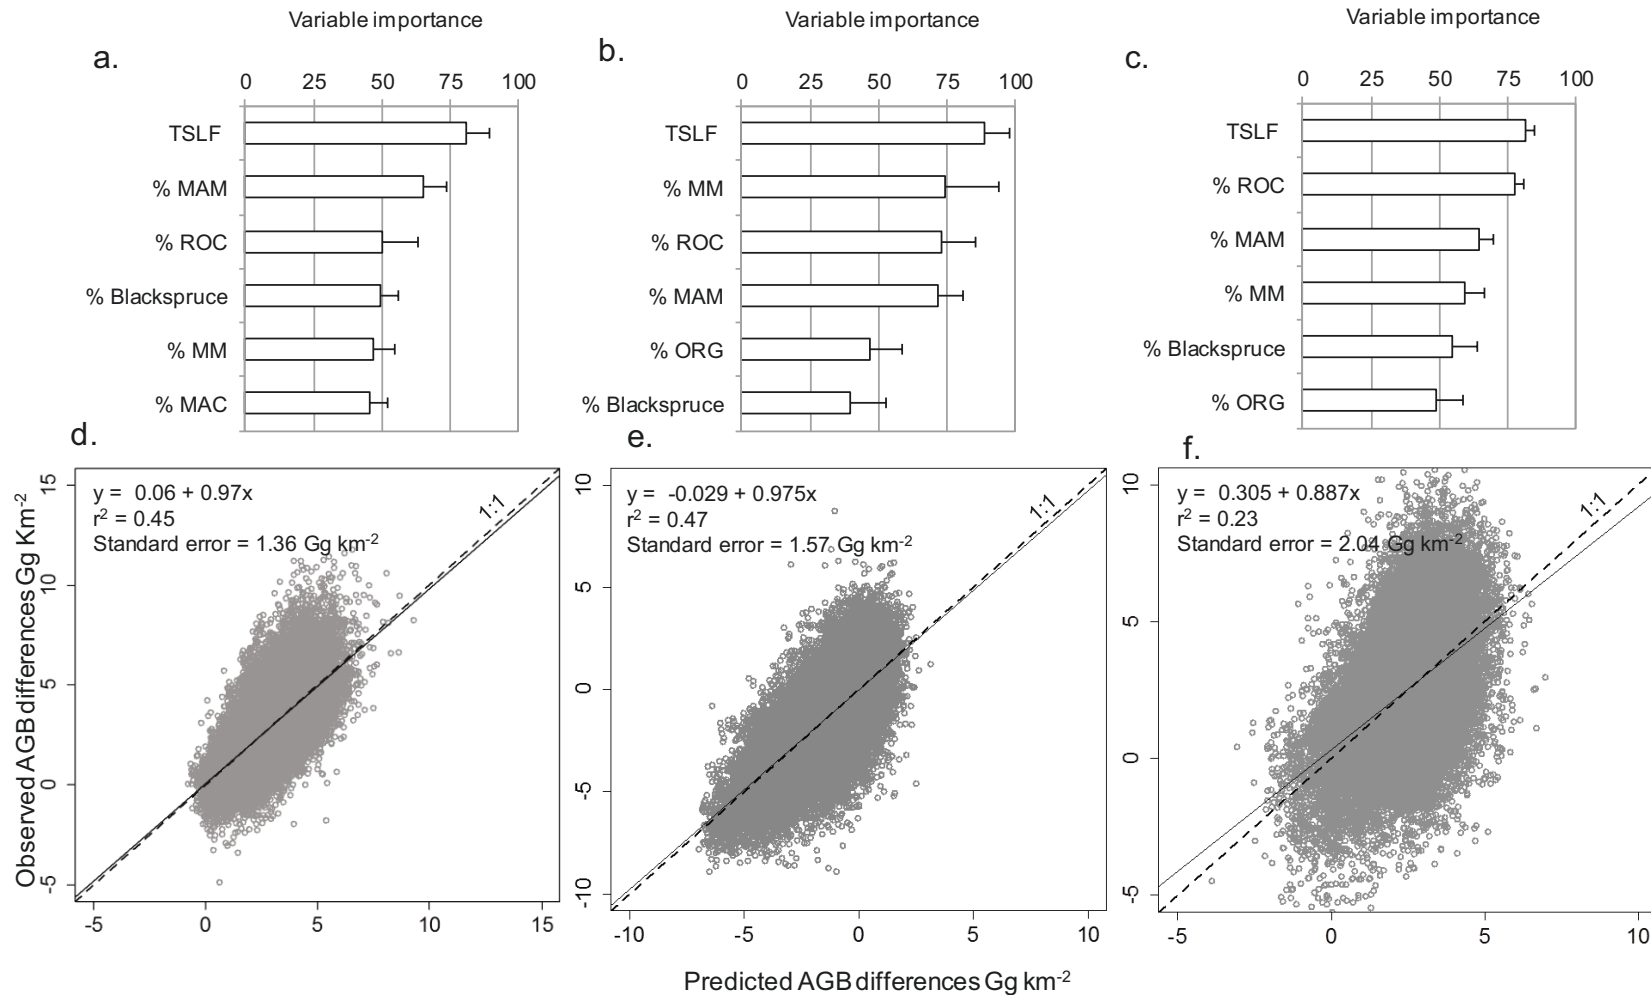 Variable importance
a.
0 25 50 75 100
TSLF
% MAM
% ROC
% Blackspruce
% MM
% MAC
Variable importance
b.
0 25 50 75 100
TSLF
% MM
% ROC
% MAM
% ORG
% Blackspruce
Variable importance
c.
0 25 50 75 100
TSLF
% ROC
% MAM
% MM
% Blackspruce
% ORG
d.
y = 0.06 + 0.97x
r² = 0.45
Standard error = 1.36 Gg km⁻²
1:1
15
10
5
0
-5
-5 0 5 10 15
Observed AGB differences Gg Km⁻²
e.
y = -0.029 + 0.975x
r² = 0.47
Standard error = 1.57 Gg km⁻²
1:1
10
5
0
-5
-10
-10 -5 0 5 10
f.
y = 0.305 + 0.887x
r² = 0.23
Standard error = 2.04 Gg km⁻²
1:1
10
5
0
-5
-5 0 5 10
Predicted AGB differences Gg km⁻²